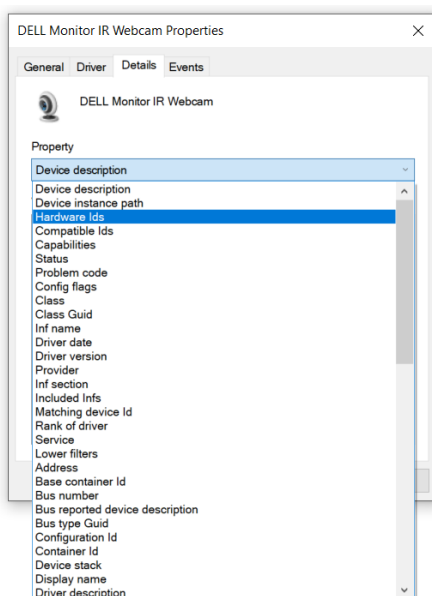 DELL Monitor IR Webcam Properties
General Driver Details Events
DELL Monitor IR Webcam
Property
Device description
Device description
Device instance path
Hardware Ids
Compatible Ids
Capabilities
Status
Problem code
Config flags
Class
Class Guid
Inf name
Driver date
Driver version
Provider
Inf section
Included Infs
Matching device Id
Rank of driver
Service
Lower filters
Address
Base container Id
Bus number
Bus reported device description
Bus type Guid
Configuration Id
Container Id
Device stack
Display name
Driver description